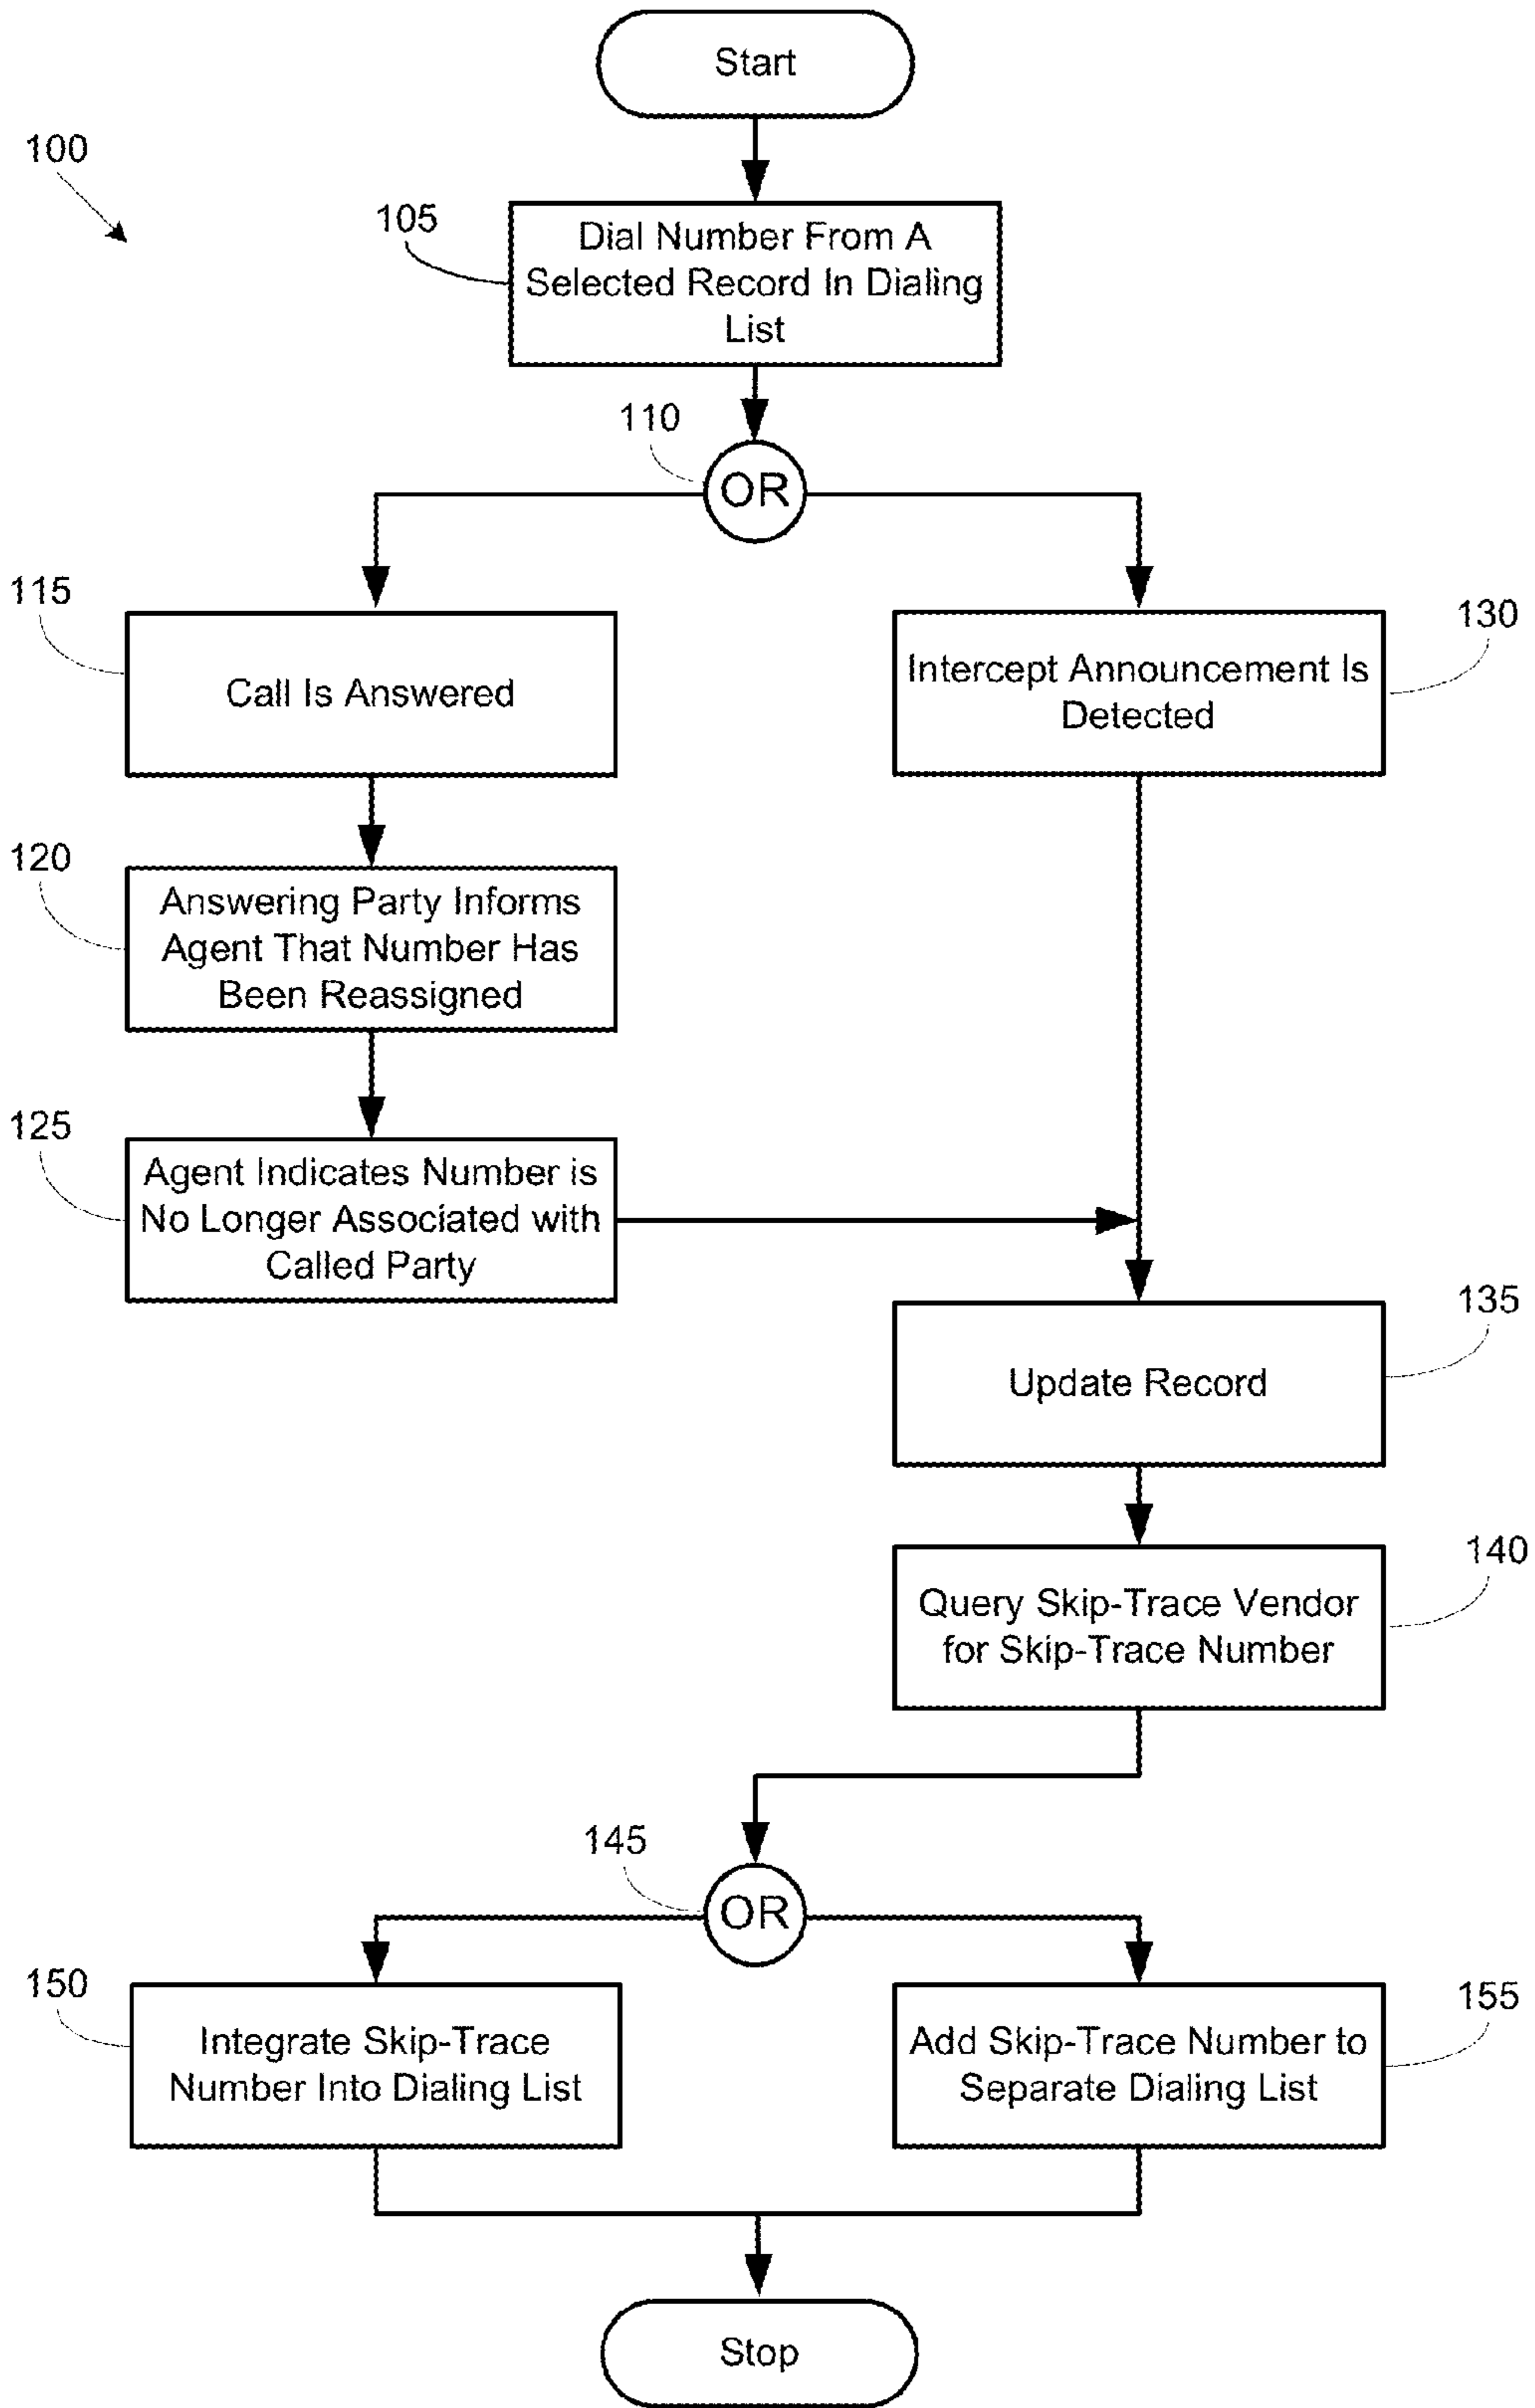 Start
100
105
Dial Number From A
Selected Record In Dialing
List
110
OR
115
Call Is Answered
130
Intercept Announcement Is
Detected
120
Answering Party Informs
Agent That Number Has
Been Reassigned
125
Agent Indicates Number is
No Longer Associated with
Called Party
135
Update Record
140
Query Skip-Trace Vendor
for Skip-Trace Number
145
OR
150
Integrate Skip-Trace
Number Into Dialing List
155
Add Skip-Trace Number to
Separate Dialing List
Stop